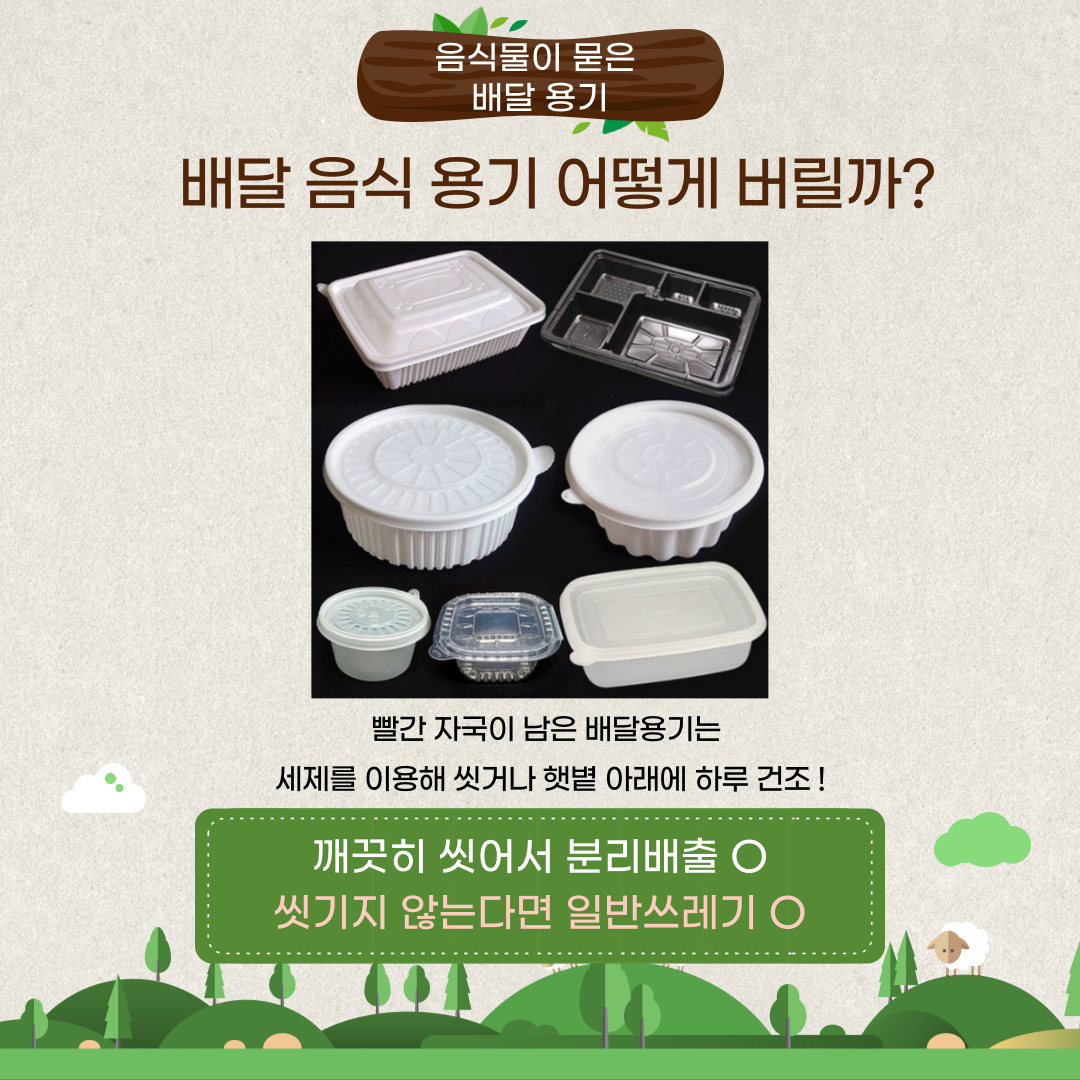 음식물이 묻은
배달 용기
배달 음식 용기 어떻게 버릴까?
빨간 자국이 남은 배달용기는
세제를 이용해 씻거나 햇볕 아래에 하루 건조 !
깨끗히 씻어서 분리배출 O
씻기지 않는다면 일반쓰레기 O